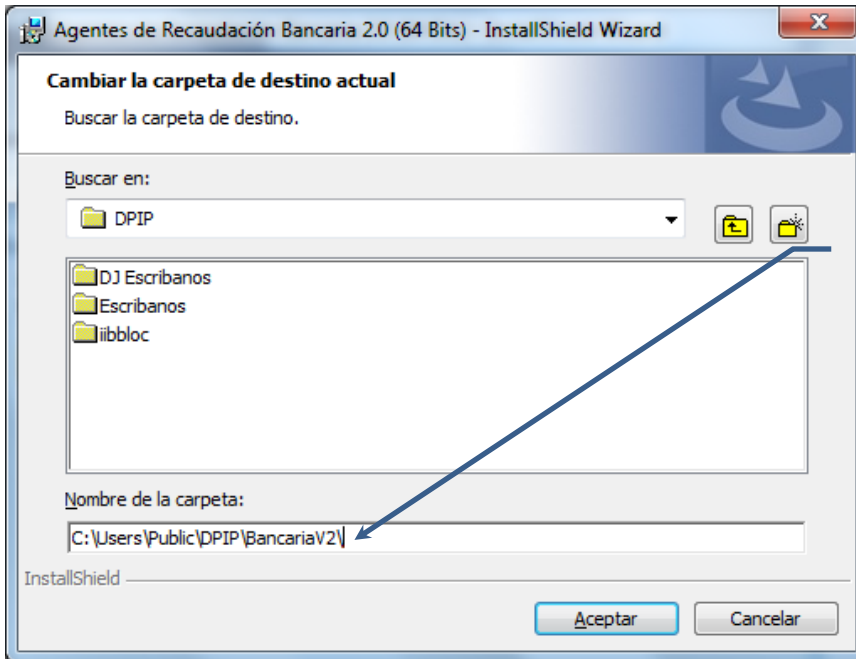 Agentes de Recaudación Bancaria 2.0 (64 Bits) - InstallShield Wizard
Cambiar la carpeta de destino actual
Buscar la carpeta de destino.
Buscar en:
DPIP
DJ Escribanos
Escribanos
iibbloc
Nombre de la carpeta:
C:\Users\Public\DPIP\BancariaV2\
InstallShield
Aceptar
Cancelar